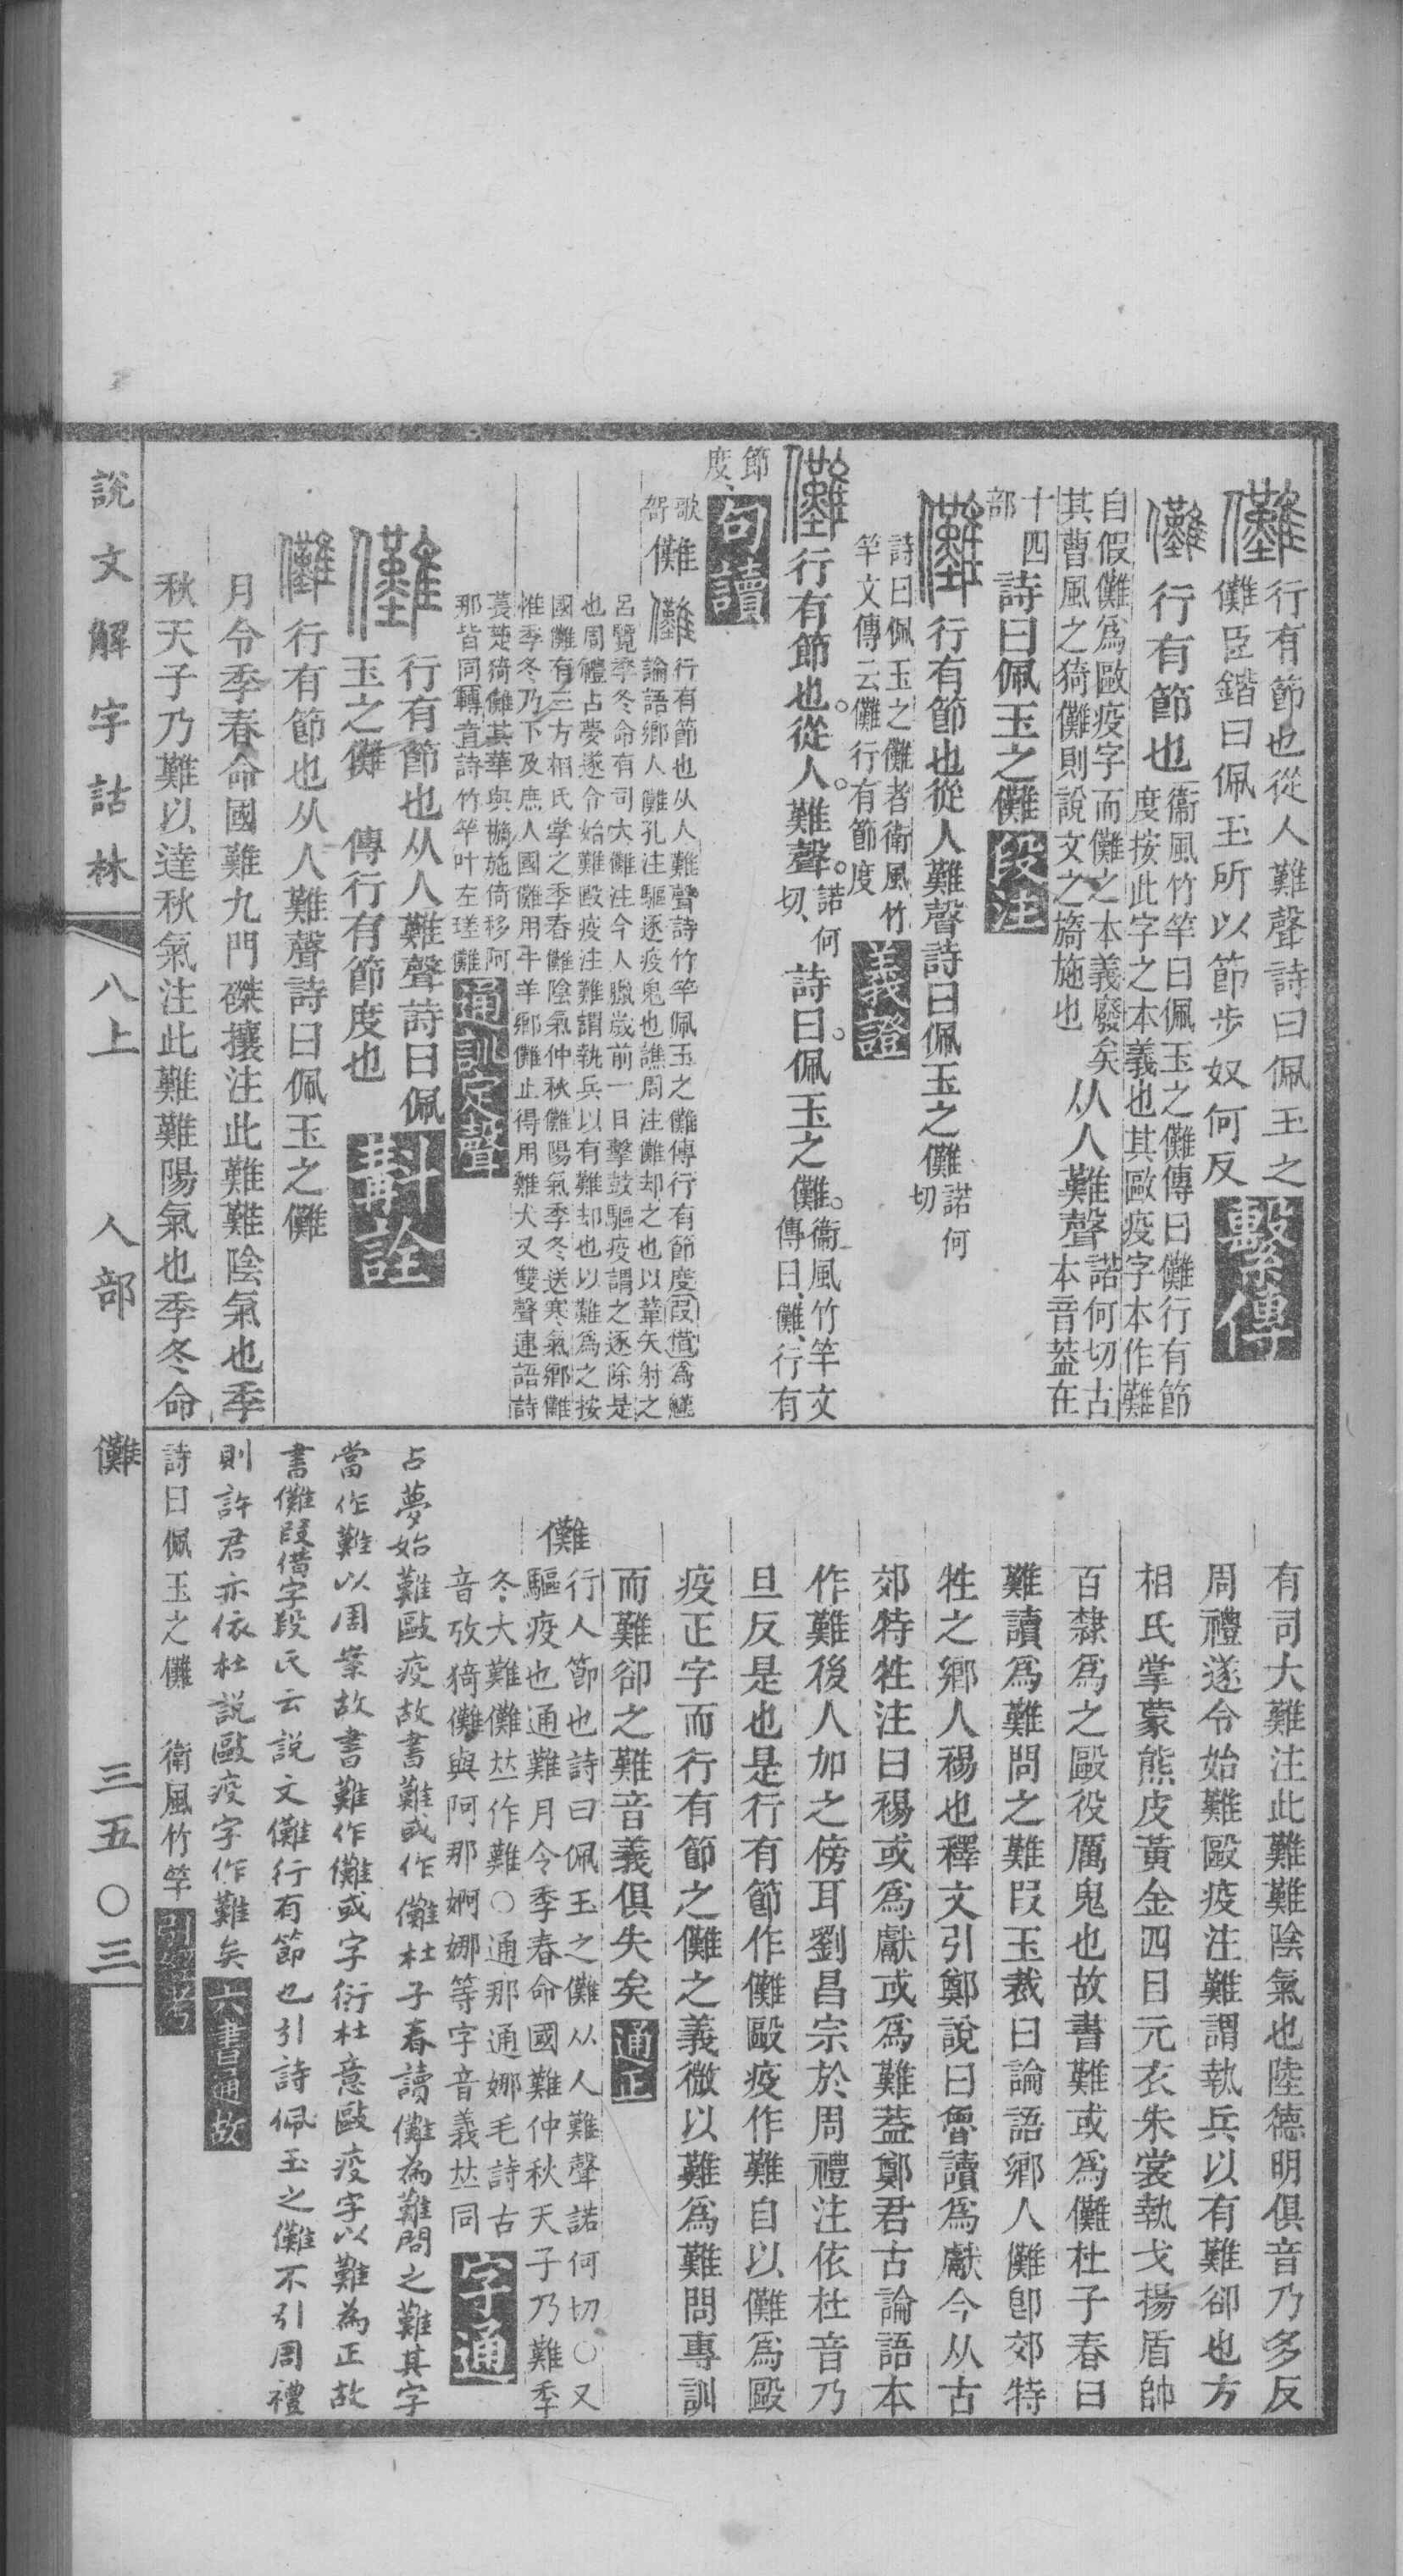 儺行有節也從人難聲詩曰佩玉之
儺臣鍇曰佩玉所以節步奴何反
繫傳
儺行有節也
衞風竹竿曰佩玉之儺傳曰儺行有節
度按此字之本義也其歐疫字本作難
自假儺爲歐疫字而儺之本義廢矣
其曹風之猗儺則說文之旖施也
从人難聲
諾何切古
本音葢在
十四
部
詩曰佩玉之儺
段注
儺行有節也從人難聲詩曰佩玉之儺
諾何
切
詩曰佩玉之儺者衛風竹
竿文傳云儺行有節度
義證
儺行有節也。從人。難聲。
諾何
切、
詩曰佩玉之儺。
衞風竹竿文
傳曰、儺、行有
節
度、
句讀
歌
哿
儺
儺行有節也从人難聲詩竹竿佩玉之儺傳行有節度叚借爲魌
論語鄉人儺孔注驅逐疫鬼也譙周注儺却之也以葦矢射之
呂覽季冬命有司大儺注今人臘歲前一日擊鼓驅疫謂之逐除是
也周禮占夢遂令始難毆疫注難謂執兵以有難却也以難爲之按
國儺有三方相氏掌之季春儺陰氣仲秋儺陽氣季冬送寒氣鄉儺
惟季冬乃下及庶人國儺用牛羊鄉儺止得用雞犬又雙聲連語詩
萇楚猗儺其華與橠施倚移阿
那皆同轉音詩竹竿叶左瑳儺
通訓定聲
儺行有節也从人難聲詩曰佩
玉之儺 傳行有節度也
斠詮
儺行有節也从人難聲詩曰佩玉之儺
月令季春命國難九門磔攘注此難難陰氣也季
秋天子乃難以達秋氣注此難難陽氣也季冬命
有司大難注此難難陰氣也陸德明俱音乃多反
周禮遂令始難毆疫注難謂執兵以有難卻也方
相氏掌蒙熊皮黃金四目元衣朱裳執戈揚盾帥
百隸爲之毆役厲鬼也故書難或爲儺杜子春曰
難讀爲難問之難叚玉裁曰論語鄉人儺卽郊特
牲之鄉人禓也釋文引鄭說曰魯讀爲獻今从古
郊特牲注曰禓或爲獻或爲難葢鄭君古論語本
作難後人加之傍耳劉昌宗於周禮注依杜音乃
旦反是也是行有節作儺毆疫作難自以儺爲毆
疫正字而行有節之儺之義微以難爲難問專訓
而難卻之難音義俱失矣
通正
儺
行人節也詩曰佩玉之儺从人難聲諾何切○又
驅疫也通難月令季春命國難仲秋天子乃難季
冬大難儺𠀤作難○通那通娜毛詩古
音攷猗儺與阿那婀娜等字音義𠀤同
字通
占夢始難歐疫故書難或作儺杜子春讀儺為難問之難其字
當作難以周案故書難作儺或字衍杜意歐疫字以難為正故
書儺叚借字段氏云說文儺行有節也引詩佩玉之儺不引周禮
則許君亦依杜說歐疫字作難矣
六書通故
詩曰佩玉之儺 衛風竹竿
引經考
說文解字詁林
八上 人部 儺 三五〇三